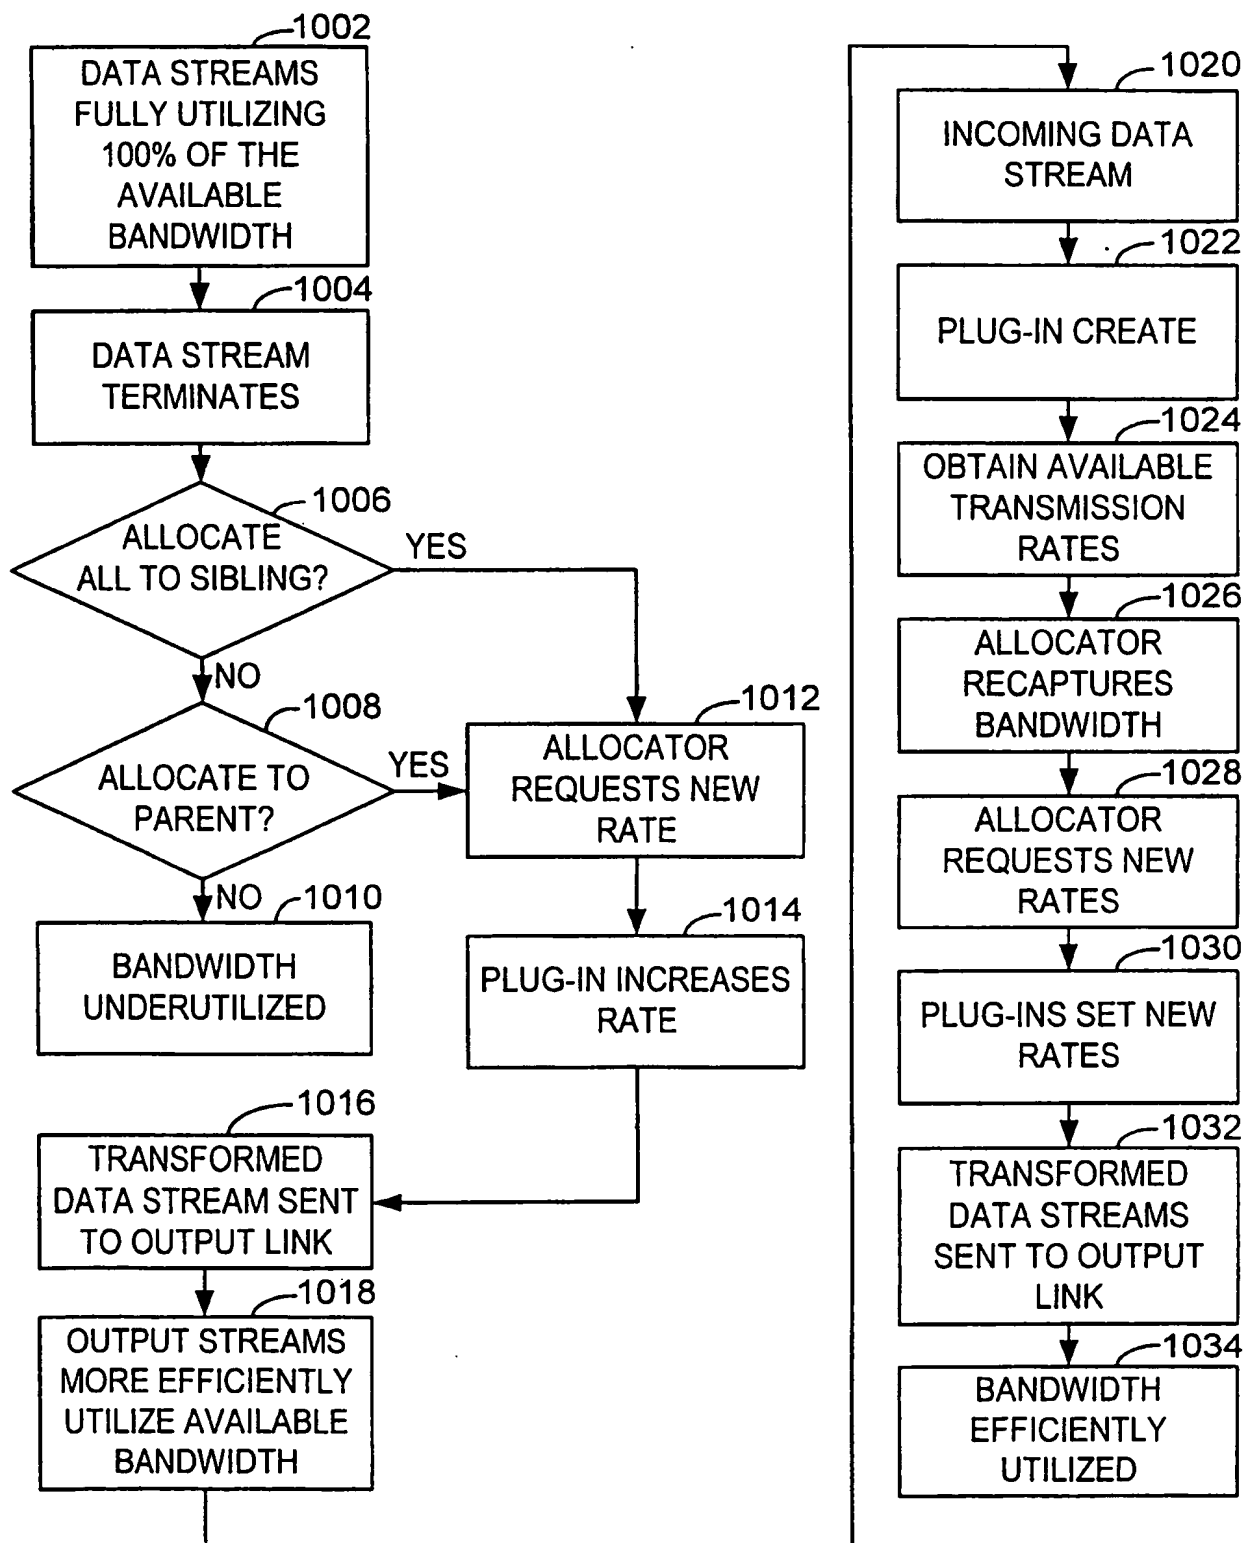 1002
DATA STREAMS
FULLY UTILIZING
100% OF THE
AVAILABLE
BANDWIDTH
1004
DATA STREAM
TERMINATES
1006
ALLOCATE
ALL TO SIBLING?
YES
NO
1008
ALLOCATE TO
PARENT?
YES
NO
1010
BANDWIDTH
UNDERUTILIZED
1012
ALLOCATOR
REQUESTS NEW
RATE
1014
PLUG-IN INCREASES
RATE
1016
TRANSFORMED
DATA STREAM SENT
TO OUTPUT LINK
1018
OUTPUT STREAMS
MORE EFFICIENTLY
UTILIZE AVAILABLE
BANDWIDTH
1020
INCOMING DATA
STREAM
1022
PLUG-IN CREATE
1024
OBTAIN AVAILABLE
TRANSMISSION
RATES
1026
ALLOCATOR
RECAPTURES
BANDWIDTH
1028
ALLOCATOR
REQUESTS NEW
RATES
1030
PLUG-INS SET NEW
RATES
1032
TRANSFORMED
DATA STREAMS
SENT TO OUTPUT
LINK
1034
BANDWIDTH
EFFICIENTLY
UTILIZED